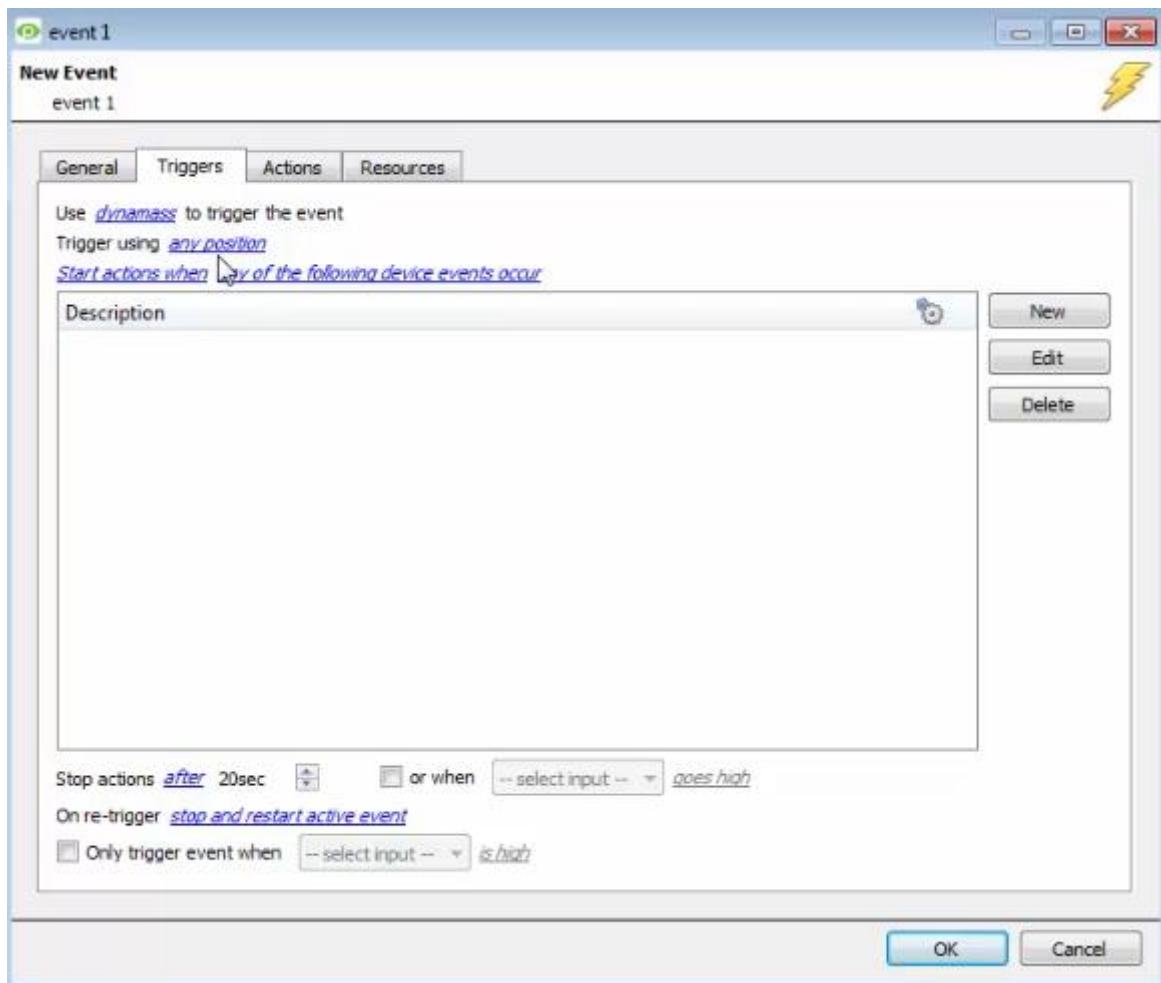 event 1
New Event
event 1
General Triggers Actions Resources
Use dynamass to trigger the event
Trigger using any position
Start actions when of the following device events occur
Description
New
Edit
Delete
Stop actions after 20sec or when -- select input -- goes high
On re-trigger stop and restart active event
Only trigger event when -- select input -- is high
OK Cancel